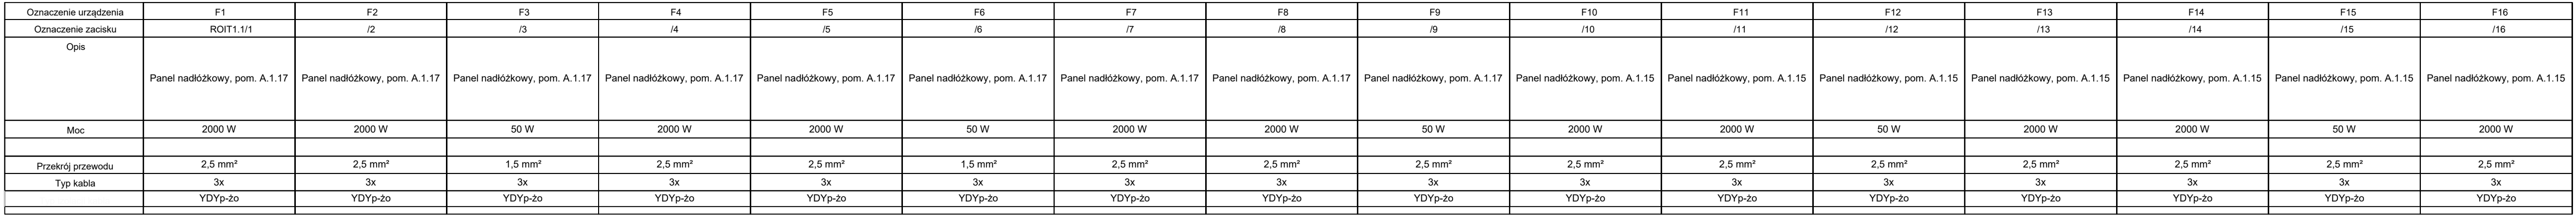 Oznaczenie urządzenia F1 F2 F3 F4 F5 F6 F7 F8 F9 F10 F11 F12 F13 F14 F15 F16
Oznaczenie zacisku ROIT1.1/1 /2 /3 /4 /5 /6 /7 /8 /9 /10 /11 /12 /13 /14 /15 /16
Opis
Panel nadłóżkowy, pom. A.1.17 Panel nadłóżkowy, pom. A.1.17 Panel nadłóżkowy, pom. A.1.17 Panel nadłóżkowy, pom. A.1.17 Panel nadłóżkowy, pom. A.1.17 Panel nadłóżkowy, pom. A.1.17 Panel nadłóżkowy, pom. A.1.17 Panel nadłóżkowy, pom. A.1.17 Panel nadłóżkowy, pom. A.1.17 Panel nadłóżkowy, pom. A.1.15 Panel nadłóżkowy, pom. A.1.15 Panel nadłóżkowy, pom. A.1.15 Panel nadłóżkowy, pom. A.1.15 Panel nadłóżkowy, pom. A.1.15 Panel nadłóżkowy, pom. A.1.15 Panel nadłóżkowy, pom. A.1.15
Moc 2000 W 2000 W 50 W 2000 W 2000 W 50 W 2000 W 2000 W 50 W 2000 W 2000 W 50 W 2000 W 2000 W 50 W 2000 W
Przekrój przewodu 2,5 mm² 2,5 mm² 1,5 mm² 2,5 mm² 2,5 mm² 1,5 mm² 2,5 mm² 2,5 mm² 2,5 mm² 2,5 mm² 2,5 mm² 2,5 mm² 2,5 mm² 2,5 mm² 2,5 mm² 2,5 mm²
Typ kabla 3x 3x 3x 3x 3x 3x 3x 3x 3x 3x 3x 3x 3x 3x 3x 3x
YDYp-żo YDYp-żo YDYp-żo YDYp-żo YDYp-żo YDYp-żo YDYp-żo YDYp-żo YDYp-żo YDYp-żo YDYp-żo YDYp-żo YDYp-żo YDYp-żo YDYp-żo YDYp-żo